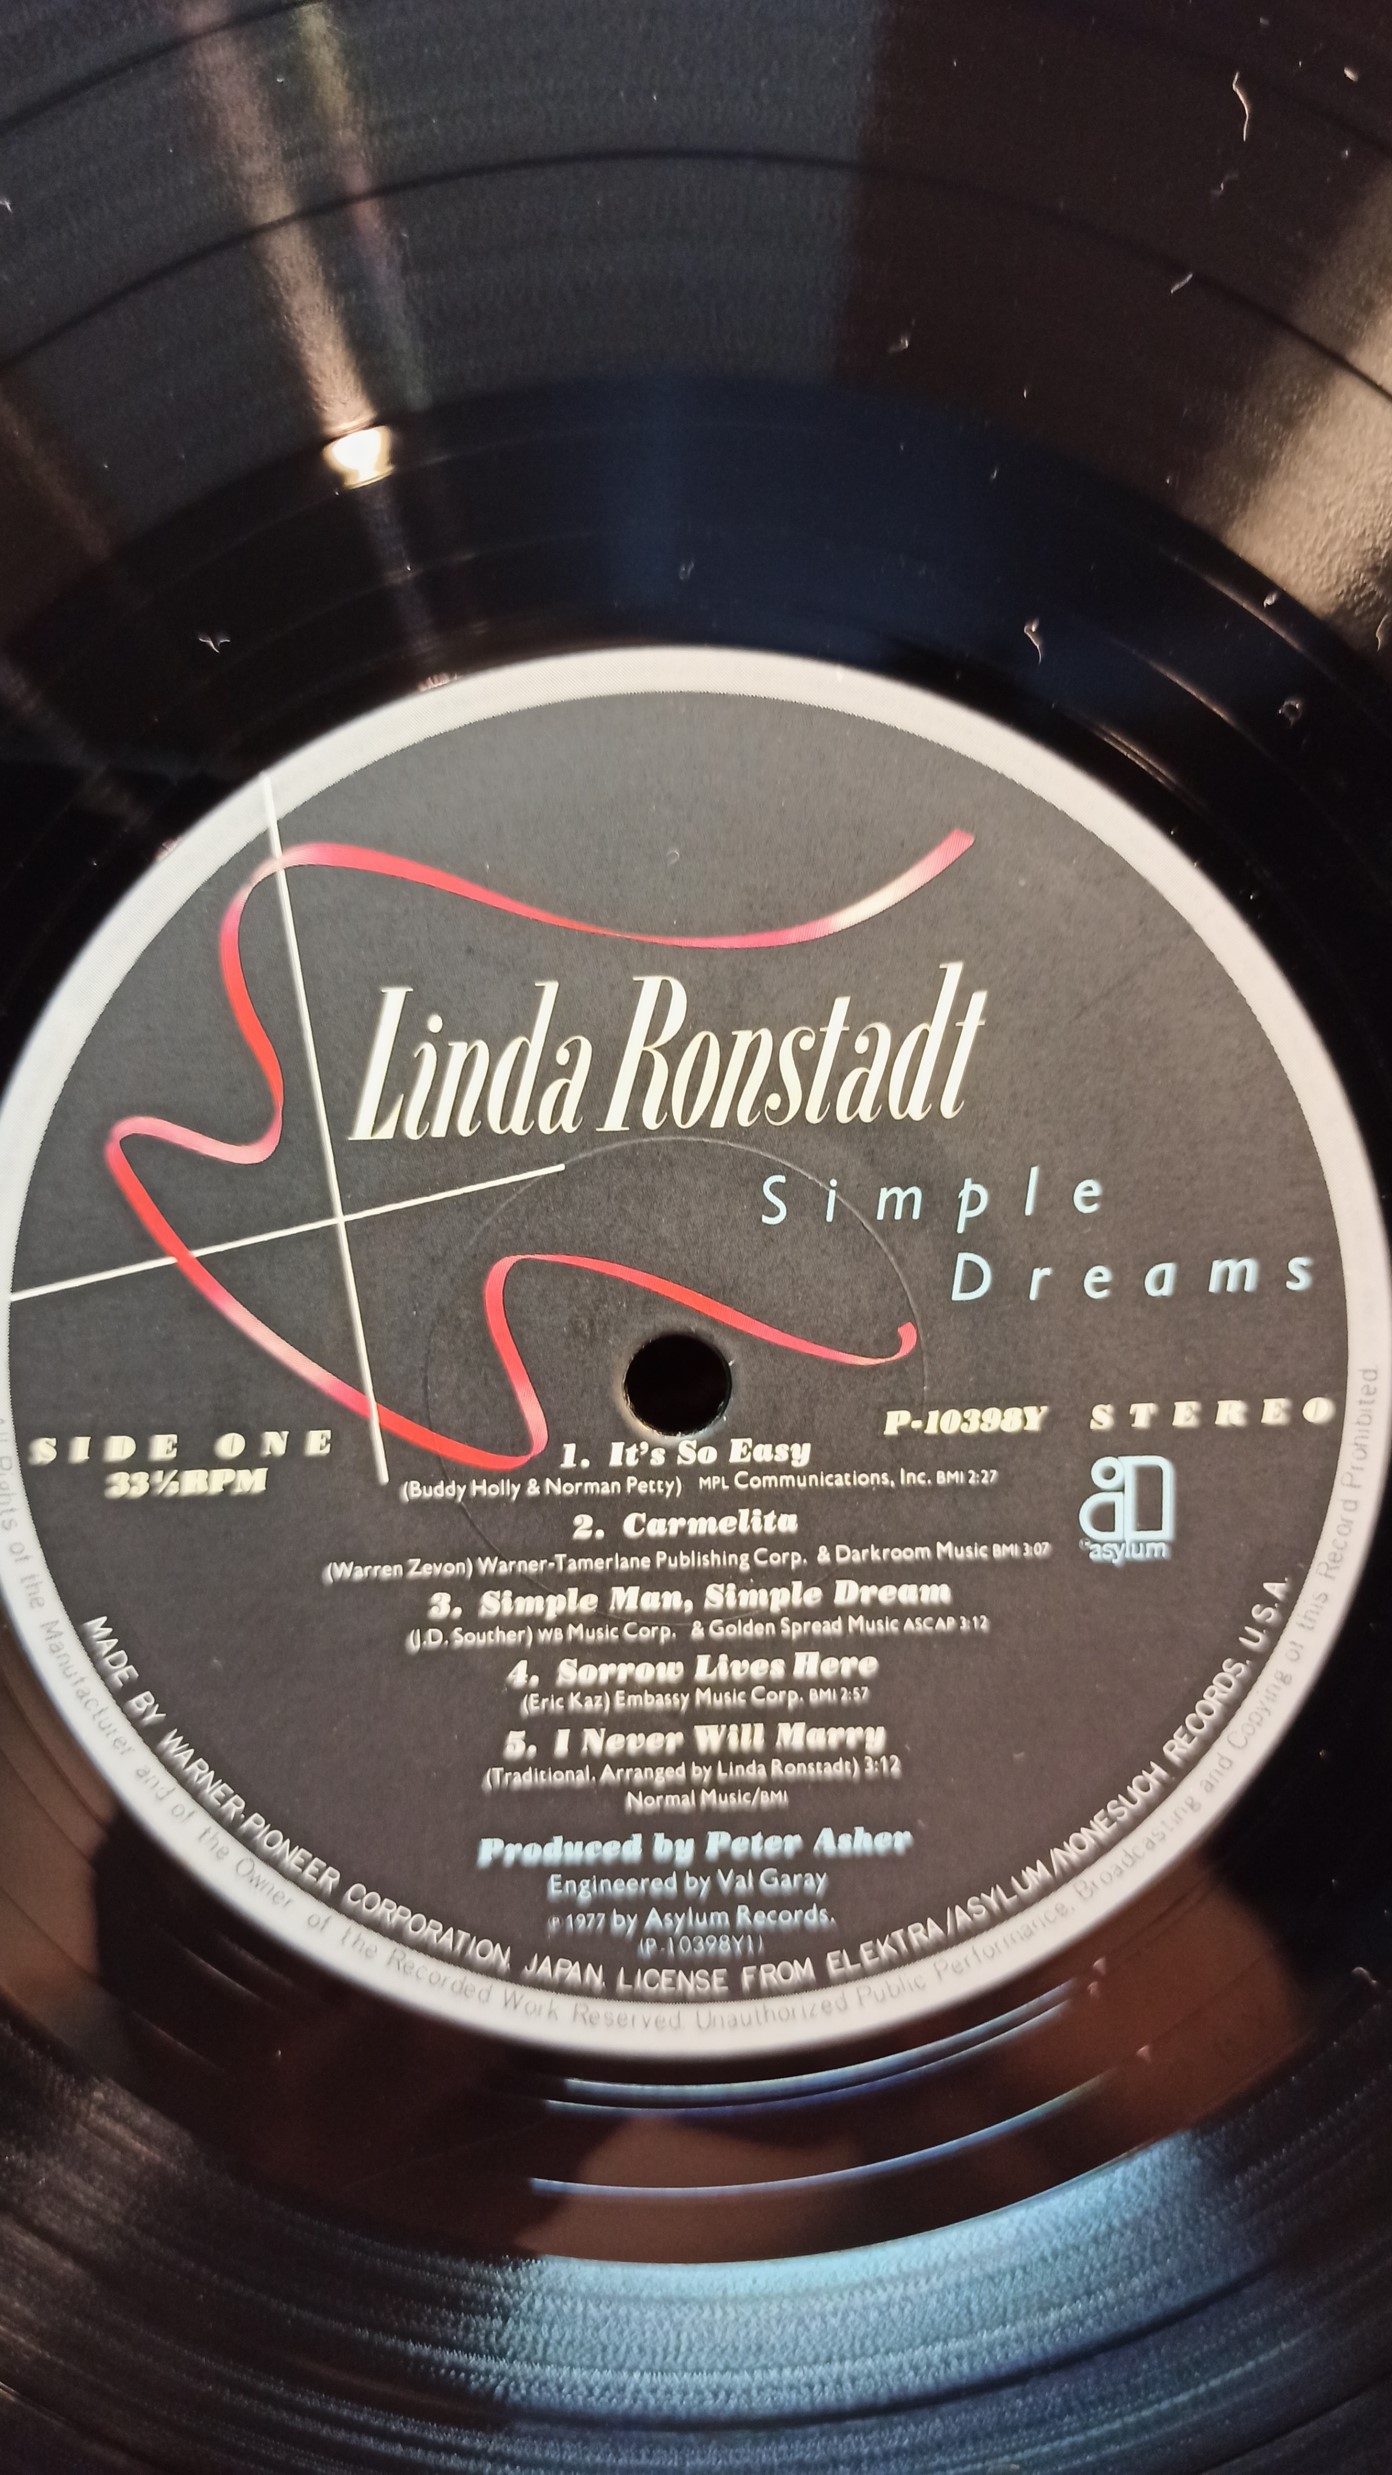 Linda Ronstadt
Simple
Dreams
SIDE ONE
33⅓RPM
P-10398Y STEREO
asylum
1. It's So Easy
(Buddy Holly & Norman Petty) MPL Communications, Inc. BMI 2:27
2. Carmelita
(Warren Zevon) Warner-Tamerlane Publishing Corp. & Darkroom Music BMI 3:07
3. Simple Man, Simple Dream
(J.D. Souther) WB Music Corp. & Golden Spread Music ASCAP 3:12
4. Sorrow Lives Here
(Eric Kaz) Embassy Music Corp. BMI 2:57
5. I Never Will Marry
(Traditional, Arranged by Linda Ronstadt) 3:12
Normal Music/BMI
Produced by Peter Asher
Engineered by Val Garay
℗ 1977 by Asylum Records.
(P-10398Y1)
MADE BY WARNER-PIONEER CORPORATION, JAPAN. LICENSE FROM ELEKTRA/ASYLUM/NONESUCH RECORDS, U.S.A.
Rights of the Manufacturer and of the Owner of the Recorded Work Reserved. Unauthorized Public Performance, Broadcasting and Copying of this Record Prohibited